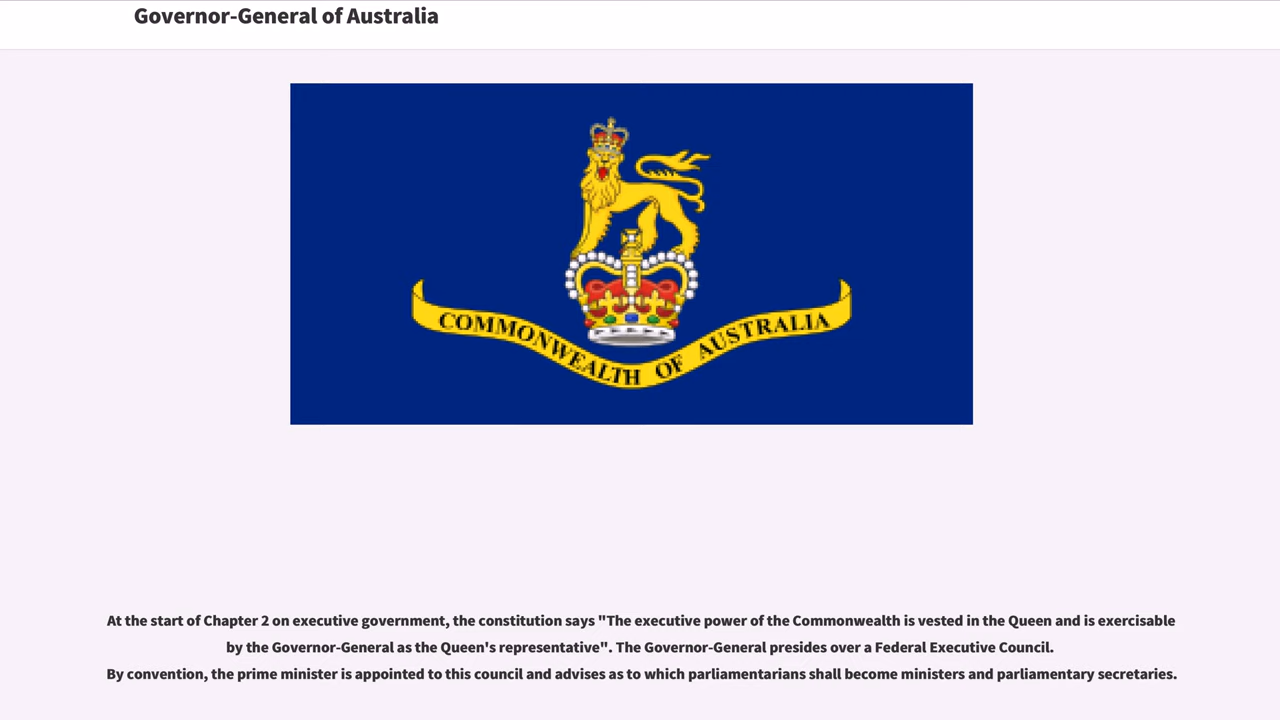 Governor-General of Australia
COMMONWEALTH OF AUSTRALIA
At the start of Chapter 2 on executive government, the constitution says "The executive power of the Commonwealth is vested in the Queen and is exercisable
by the Governor-General as the Queen's representative". The Governor-General presides over a Federal Executive Council.
By convention, the prime minister is appointed to this council and advises as to which parliamentarians shall become ministers and parliamentary secretaries.